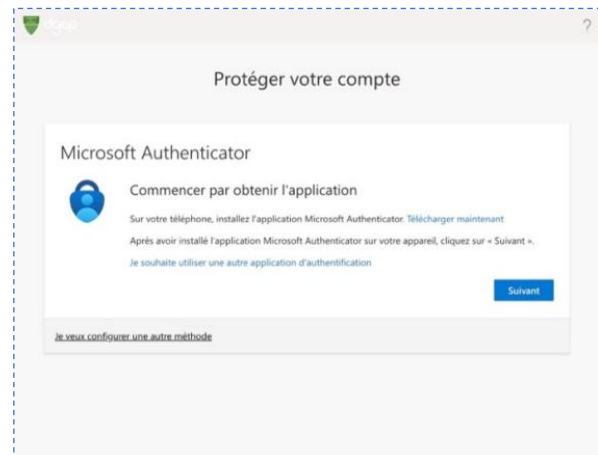 dgep
?
Protéger votre compte
Microsoft Authenticator
Commencer par obtenir l'application
Sur votre téléphone, installez l'application Microsoft Authenticator. Télécharger maintenant
Après avoir installé l'application Microsoft Authenticator sur votre appareil, cliquez sur « Suivant ».
Je souhaite utiliser une autre application d'authentification
Suivant
Je veux configurer une autre méthode